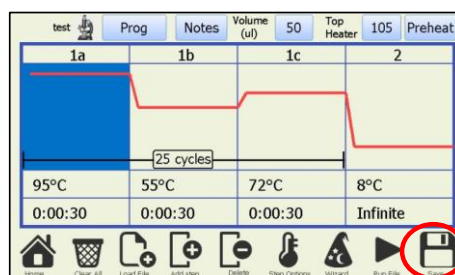 test Prog Notes Volume (ul) 50 Top Heater 105 Preheat
1a 1b 1c 2
25 cycles
95°C 55°C 72°C 8°C
0:00:30 0:00:30 0:00:30 Infinite
Home Clear All Load File Add step Delete Step Options Wizard Run File Save